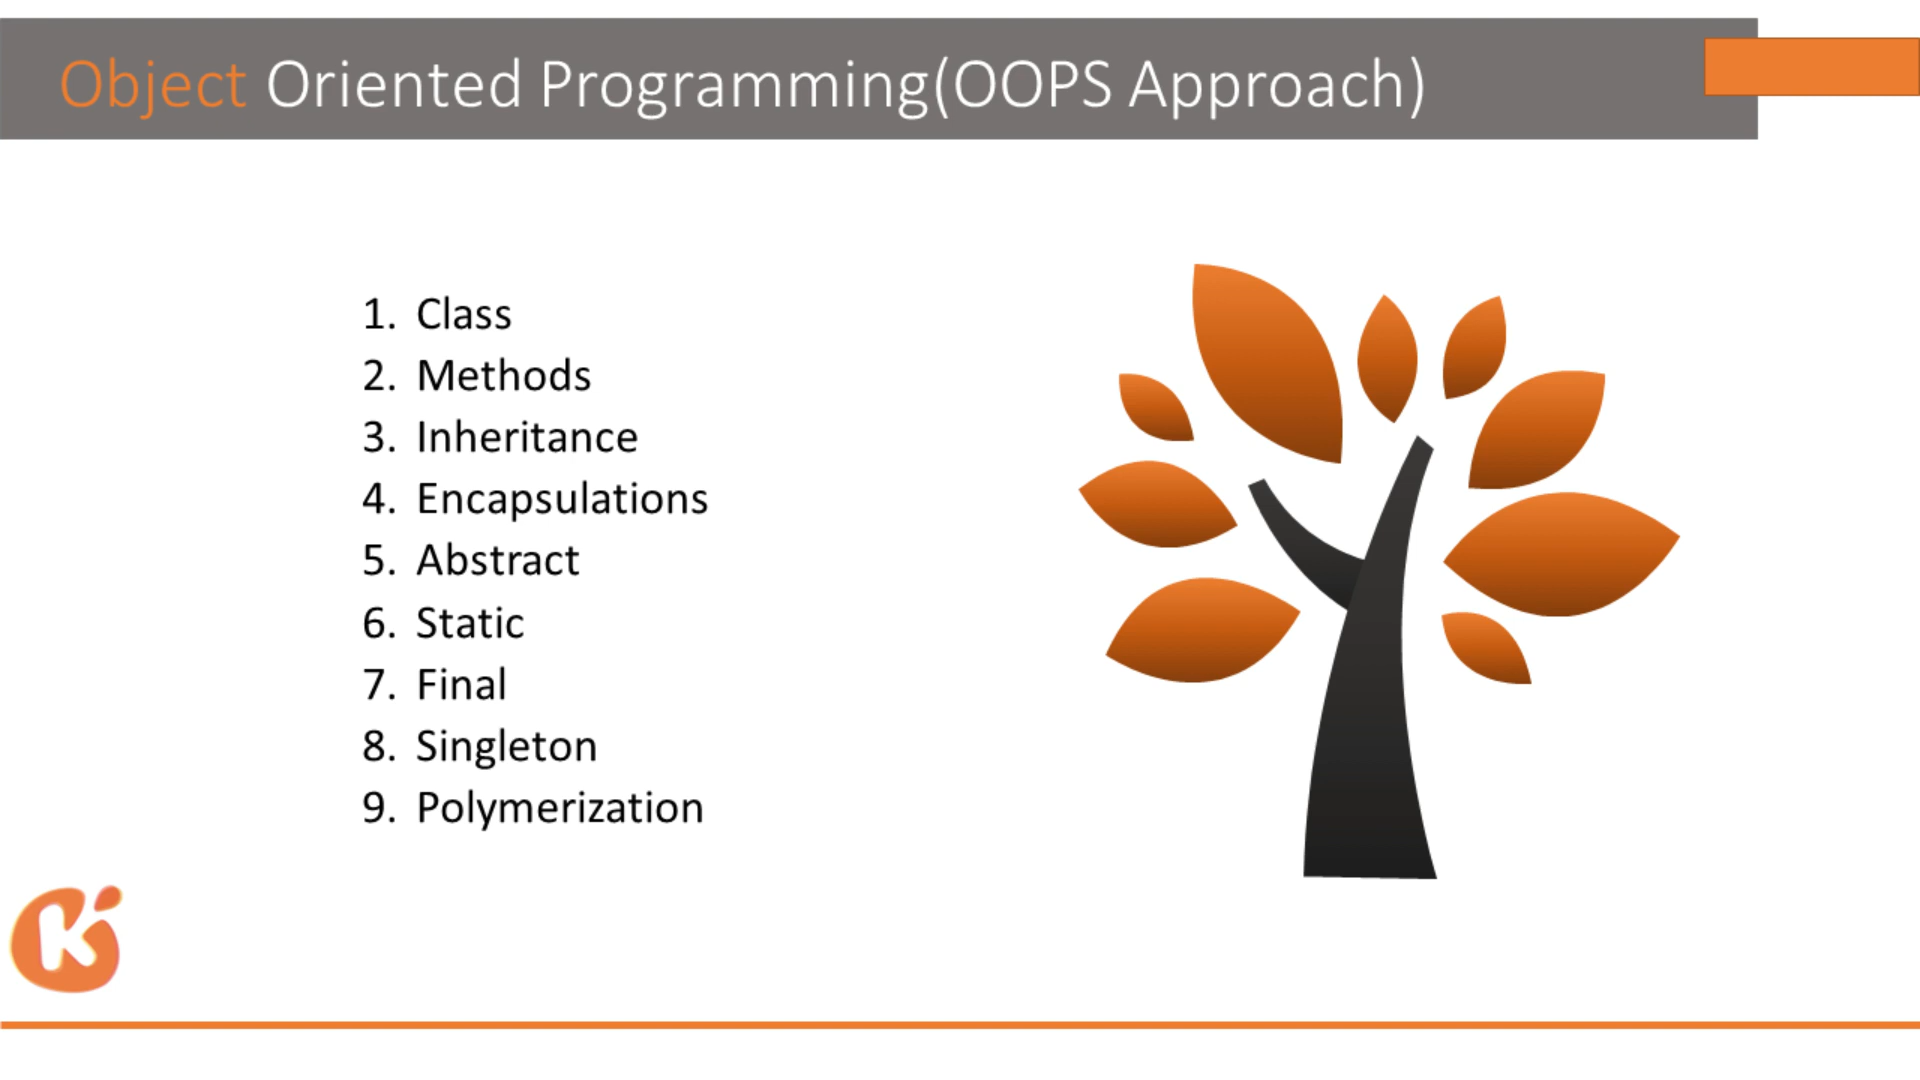 Object Oriented Programming(OOPS Approach)
1. Class
2. Methods
3. Inheritance
4. Encapsulations
5. Abstract
6. Static
7. Final
8. Singleton
9. Polymerization
K